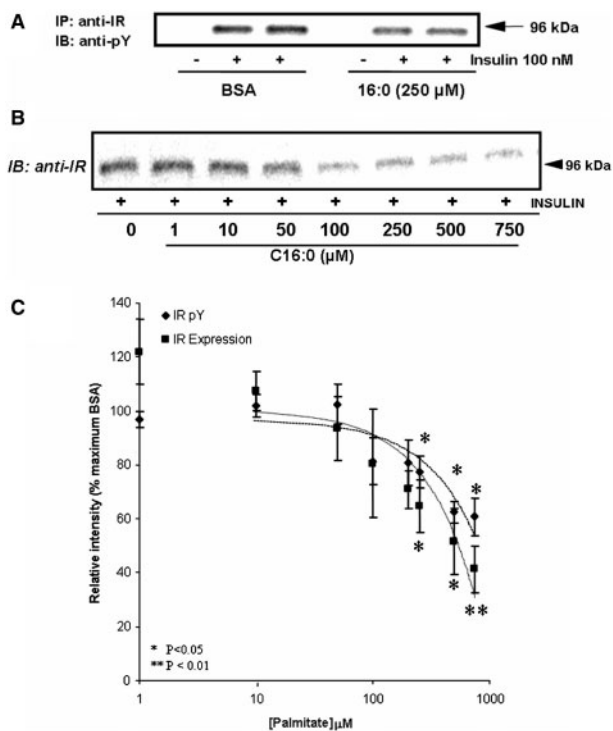 A
IP: anti-IR
IB: anti-pY
96 kDa
- + + - + + Insulin 100 nM
BSA 16:0 (250 µM)
B
IB: anti-IR
96 kDa
+ + + + + + + + INSULIN
0 1 10 50 100 250 500 750
C16:0 (µM)
C
140
120
100
80
60
40
20
0
Relative intensity (% maximum BSA)
IR pY
IR Expression
* * *
* * **
* P<0.05
** P < 0.01
1 10 100 1000
[Palmitate]µM